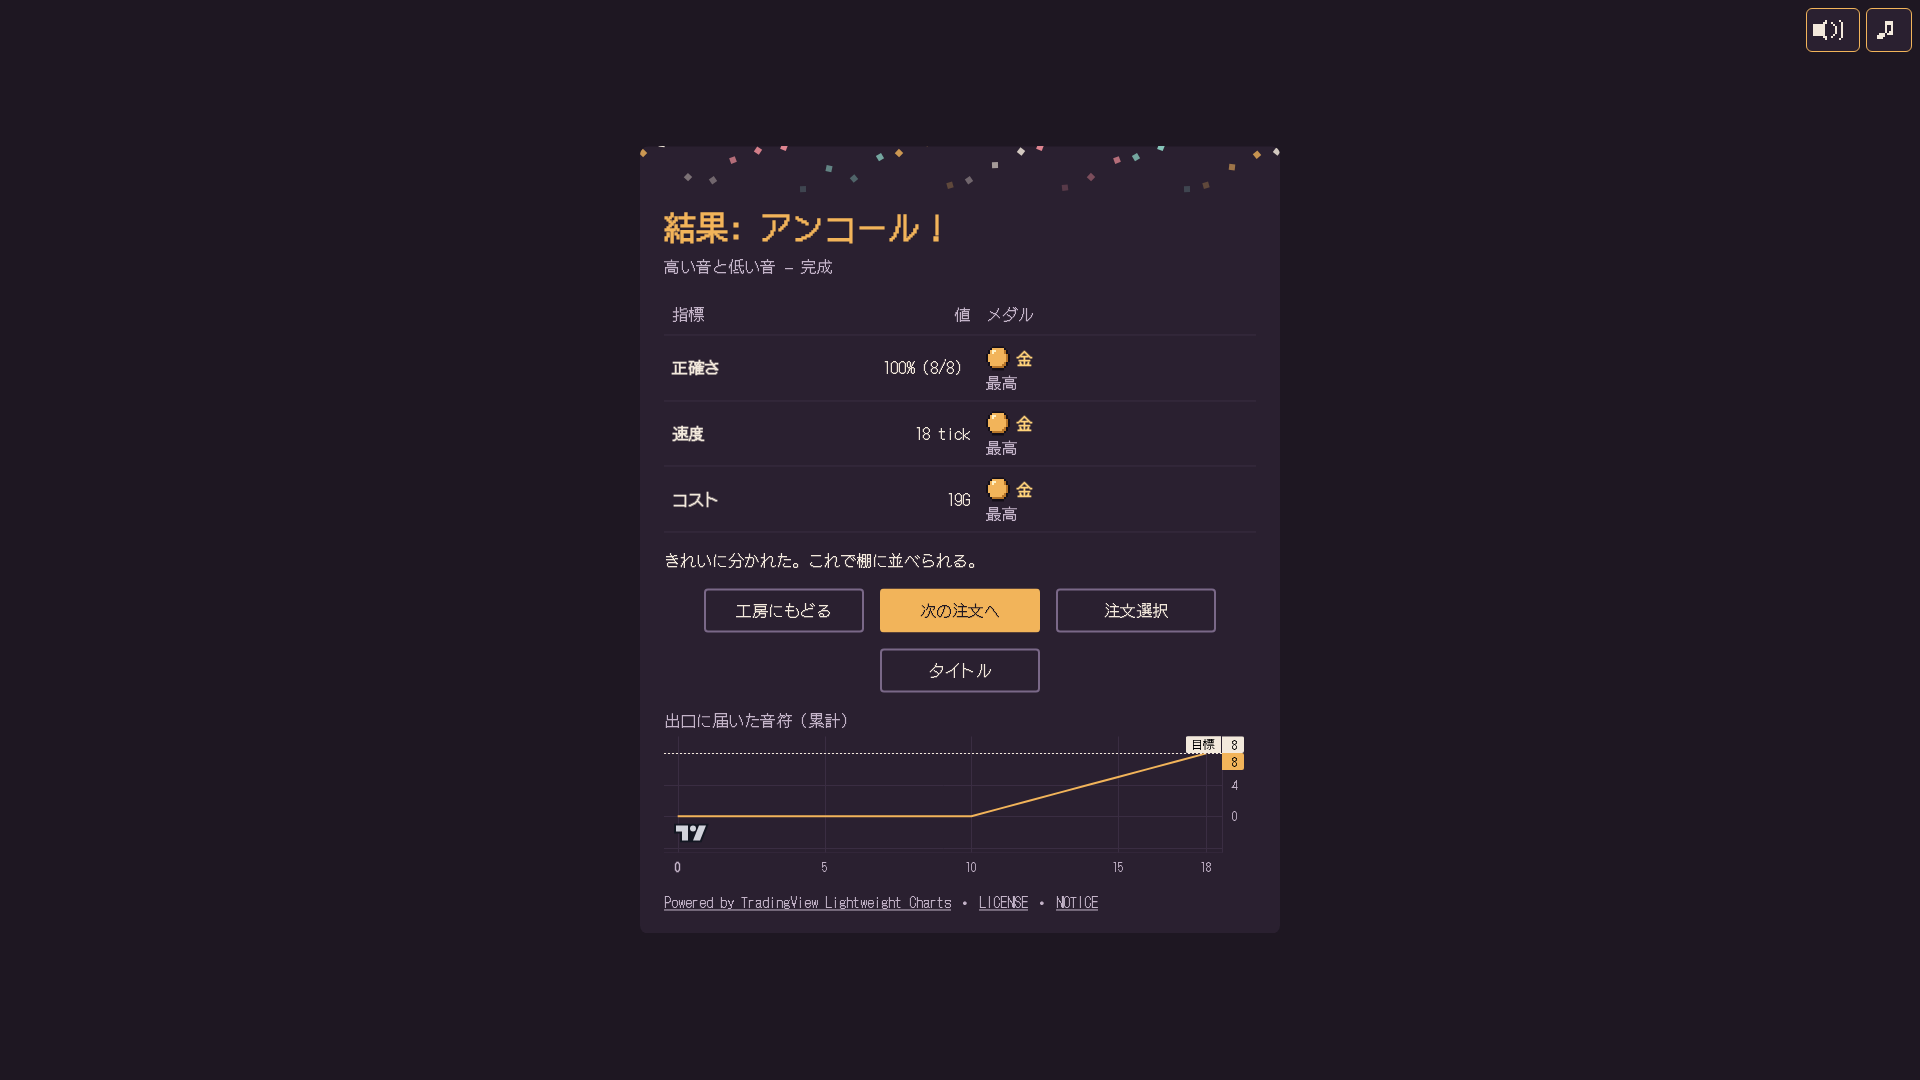 結果: アンコール！
高い音と低い音 – 完成
指標 値 メダル
正確さ 100% (8/8) 金
最高
速度 18 tick 金
最高
コスト 19G 金
最高
きれいに分かれた。これで棚に並べられる。
工房にもどる 次の注文へ 注文選択
タイトル
出口に届いた音符（累計）
目標 8
8
4
0
0 5 10 15 18
Powered by TradingView Lightweight Charts • LICENSE • NOTICE